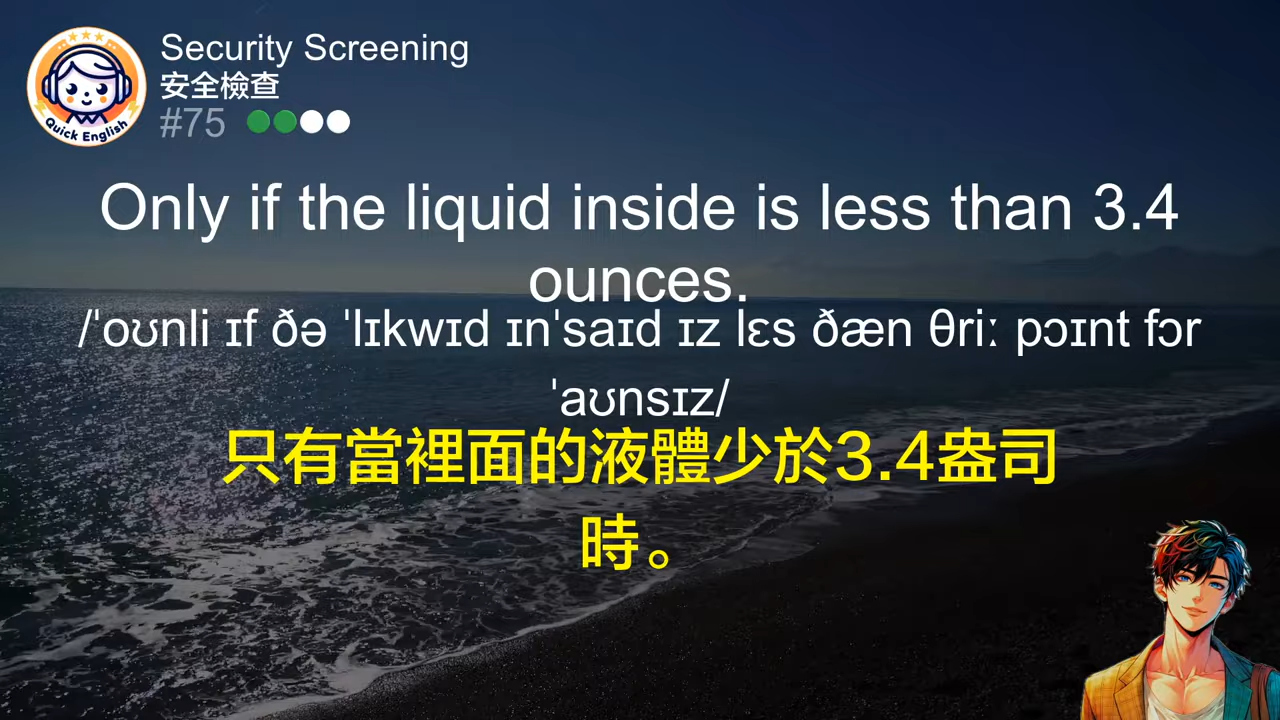 Quick English
Security Screening
安全檢查
#75
Only if the liquid inside is less than 3.4
ounces.
/ˈoʊnli ɪf ðə ˈlɪkwɪd ɪnˈsaɪd ɪz lɛs ðæn θriː pɔɪnt fɔr
ˈaʊnsɪz/
只有當裡面的液體少於3.4盎司
時。